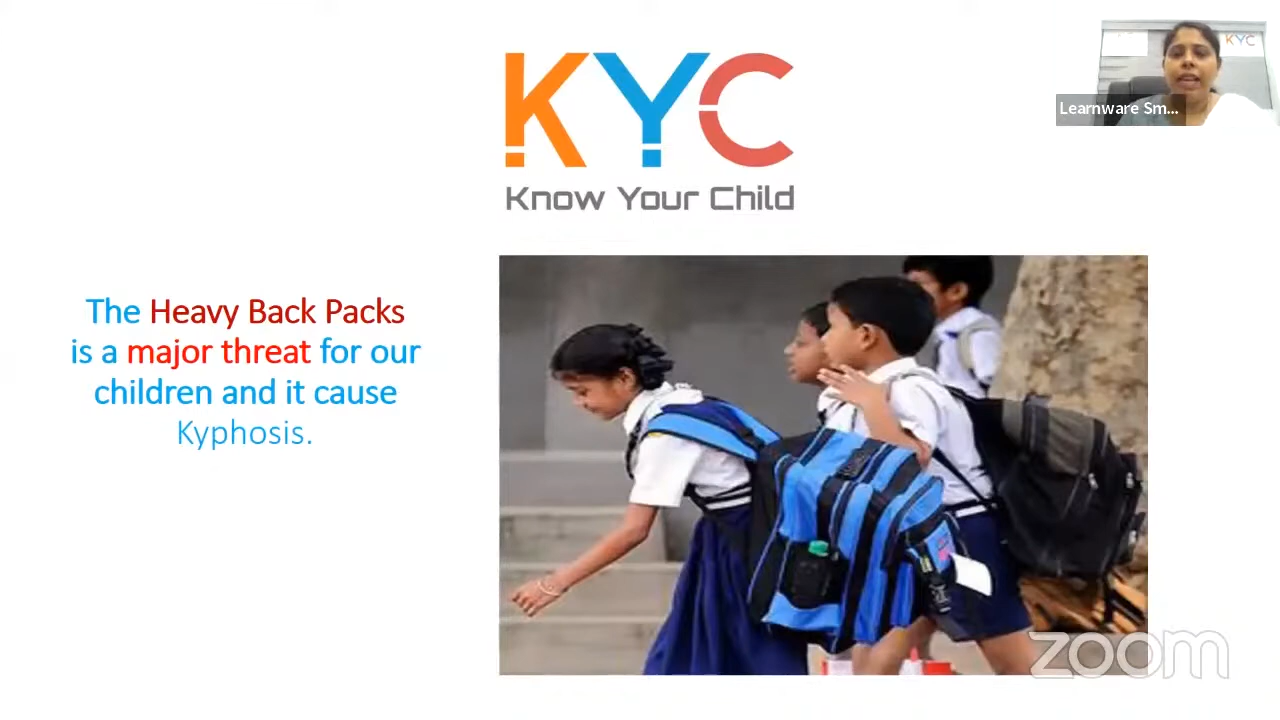 KYC
Know Your Child
KYC
Learnware Sm...
The Heavy Back Packs
is a major threat for our
children and it cause
Kyphosis.
zoom